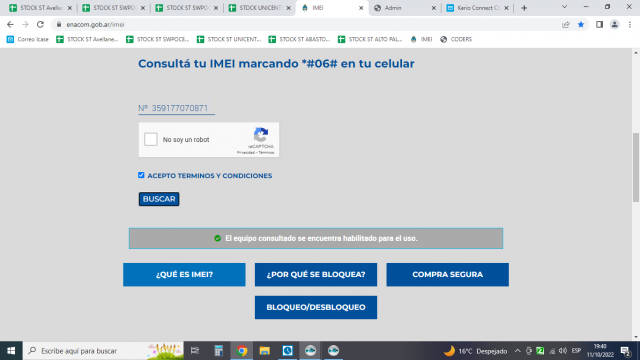 STOCK ST Avellan
STOCK ST SWPO
STOCK ST SWPO
STOCK UNICENT
IMEI
Admin
Kerio Connect C
enacom.gob.ar/imei
Correo Icase
STOCK ST Avellane...
STOCK ST SWPOCE...
STOCK ST UNICENT...
STOCK ST ABASTO...
STOCK ST ALTO PAL...
IMEI
CODERS
Consultá tu IMEI marcando *#06# en tu celular
Nº 359177070871
No soy un robot
reCAPTCHA
Privacidad - Términos
ACEPTO TERMINOS Y CONDICIONES
BUSCAR
El equipo consultado se encuentra habilitado para el uso.
¿QUÉ ES IMEI?
¿POR QUÉ SE BLOQUEA?
COMPRA SEGURA
BLOQUEO/DESBLOQUEO
Escribe aquí para buscar
16°C Despejado
ESP
19:40
11/10/2022